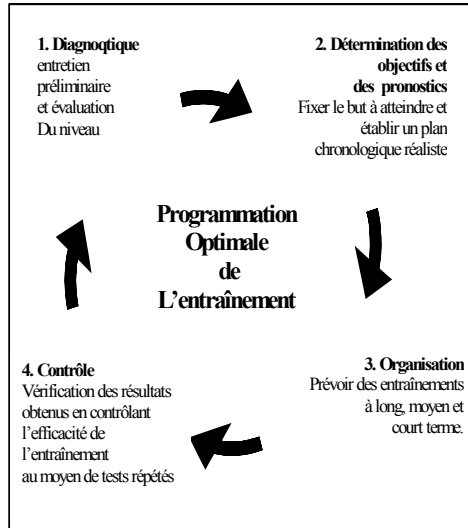 1. Diagnoqtique
entretien
préliminaire
et évaluation
Du niveau
2. Détermination des
objectifs et
des pronostics
Fixer le but à atteindre et
établir un plan
chronologique réaliste
Programmation
Optimale
de
L'entraînement
3. Organisation
Prévoir des entraînements
à long, moyen et
court terme.
4. Contrôle
Vérification des résultats
obtenus en contrôlant
l'efficacité de
l'entraînement
au moyen de tests répétés